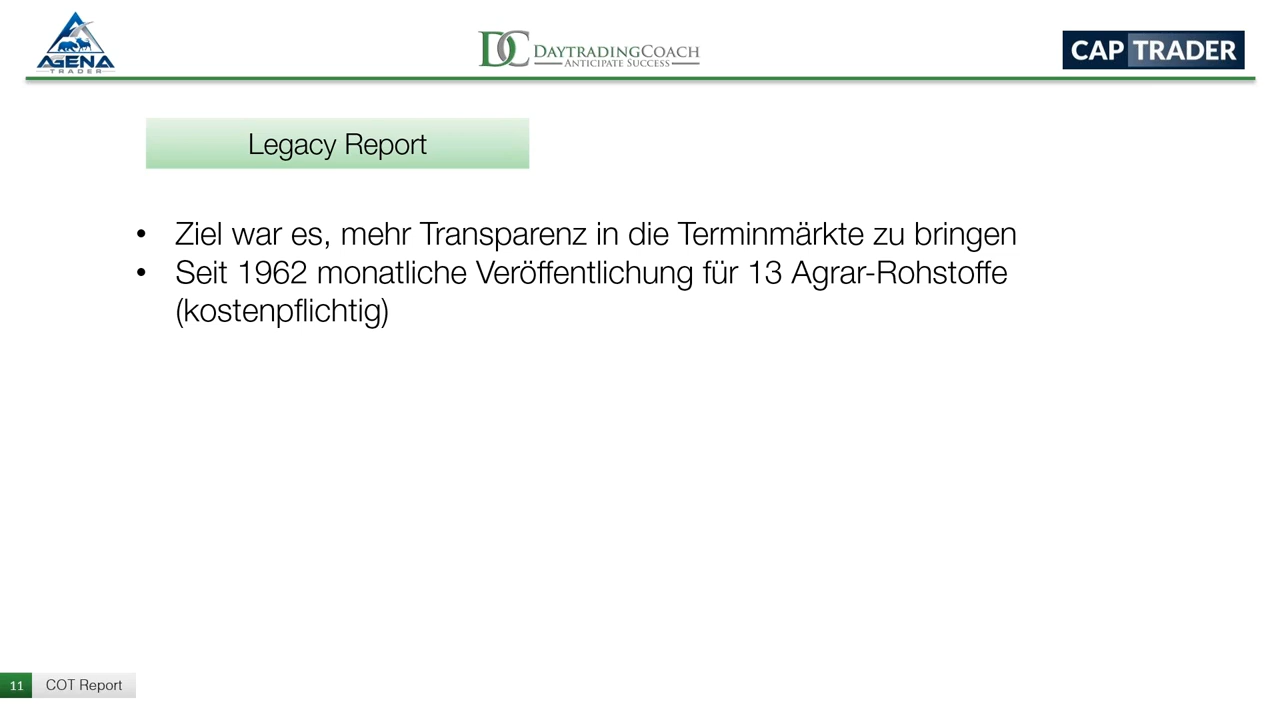 AGENA
TRADER
DC DAYTRADINGCOACH
ANTICIPATE SUCCESS
CAP TRADER
Legacy Report
• Ziel war es, mehr Transparenz in die Terminmärkte zu bringen
• Seit 1962 monatliche Veröffentlichung für 13 Agrar-Rohstoffe
(kostenpflichtig)
11 COT Report